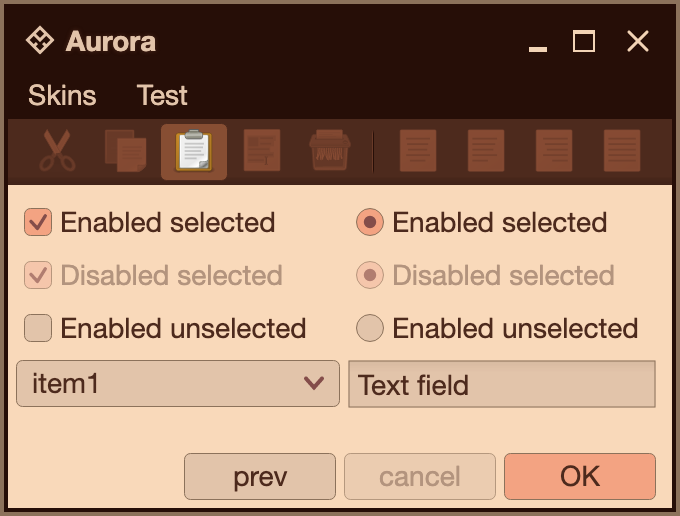 Aurora
Skins Test
Enabled selected Enabled selected
Disabled selected Disabled selected
Enabled unselected Enabled unselected
item1 Text field
prev cancel OK